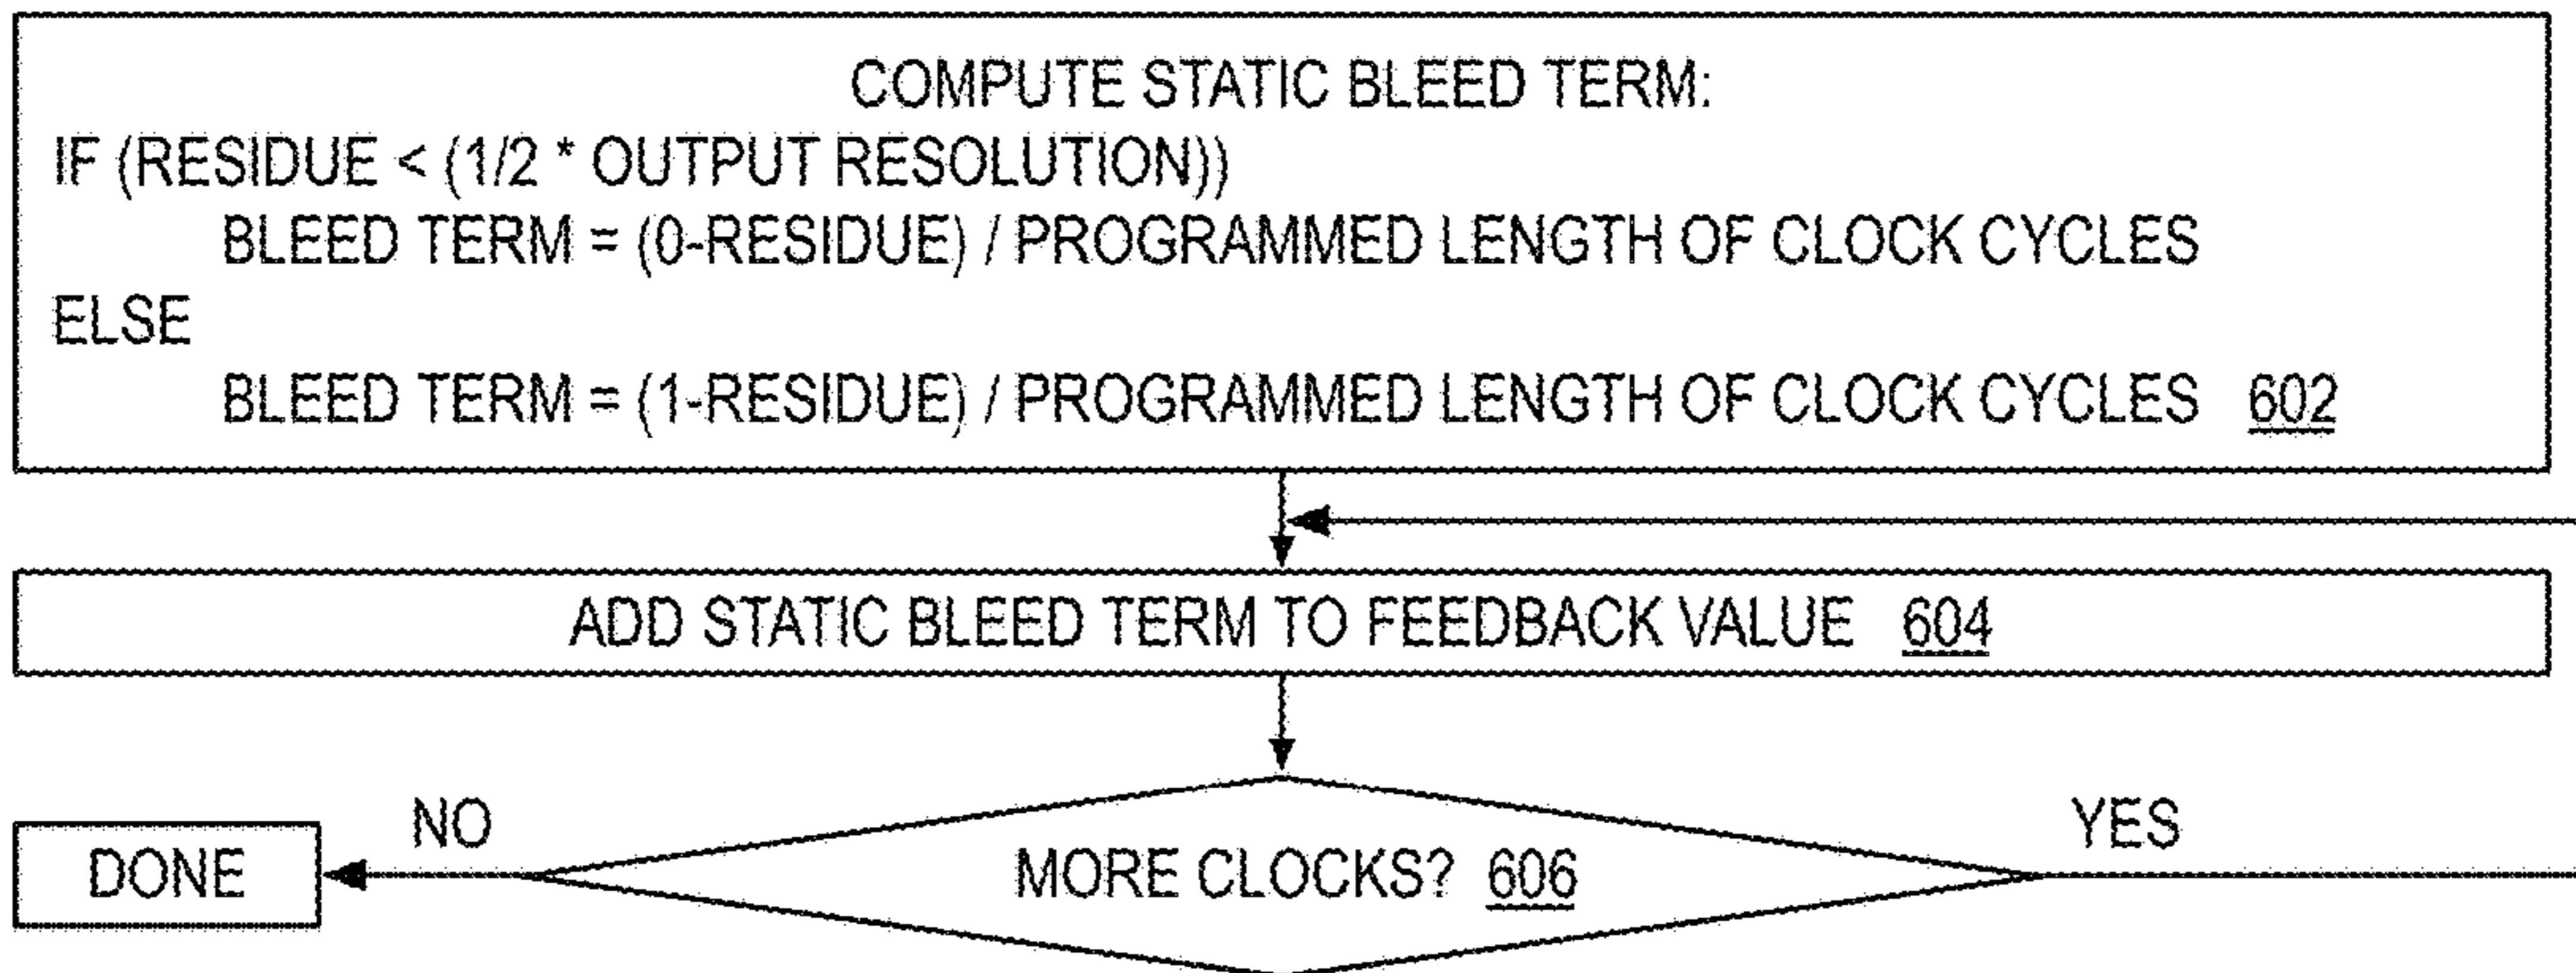 COMPUTE STATIC BLEED TERM:
IF (RESIDUE < (1/2 * OUTPUT RESOLUTION))
BLEED TERM = (0-RESIDUE) / PROGRAMMED LENGTH OF CLOCK CYCLES
ELSE
BLEED TERM = (1-RESIDUE) / PROGRAMMED LENGTH OF CLOCK CYCLES 602
ADD STATIC BLEED TERM TO FEEDBACK VALUE 604
NO
YES
DONE
MORE CLOCKS? 606